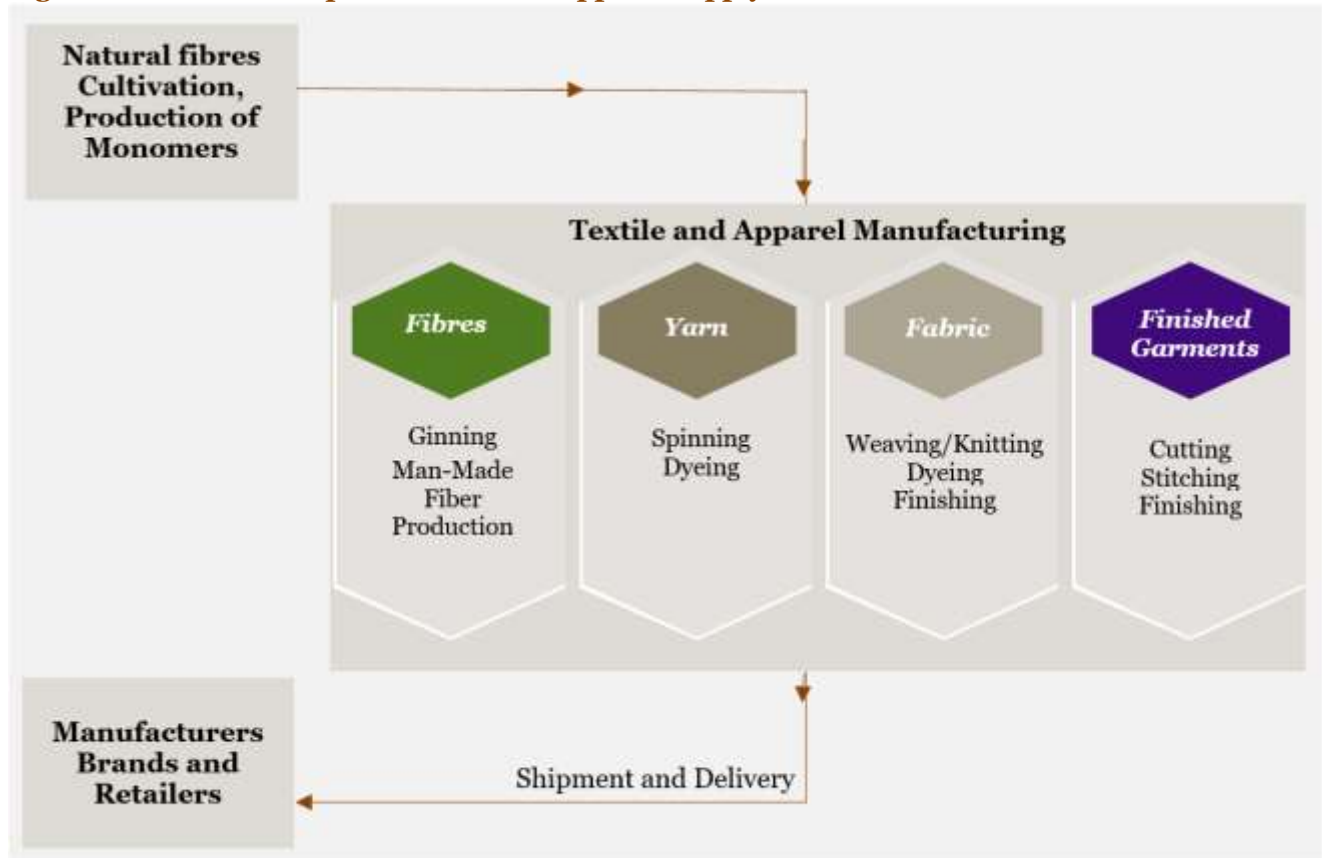 Natural fibres
Cultivation,
Production of
Monomers
Textile and Apparel Manufacturing
Fibres
Yarn
Fabric
Finished
Garments
Ginning
Man-Made
Fiber
Production
Spinning
Dyeing
Weaving/Knitting
Dyeing
Finishing
Cutting
Stitching
Finishing
Manufacturers
Brands and
Retailers
Shipment and Delivery